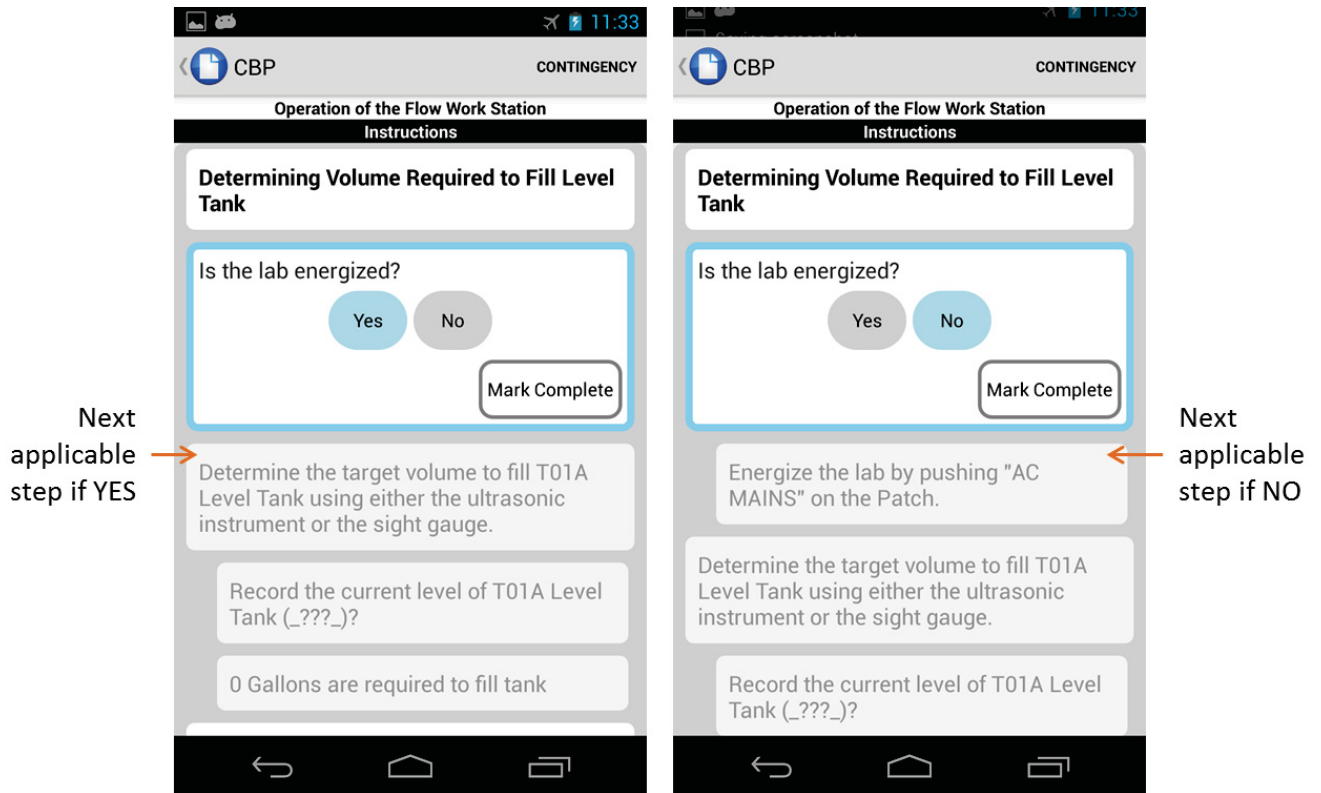 11:33
CBP
CONTINGENCY
Operation of the Flow Work Station
Instructions
Determining Volume Required to Fill Level
Tank
Is the lab energized?
Yes
No
Mark Complete
Next
applicable
step if YES
Determine the target volume to fill T01A
Level Tank using either the ultrasonic
instrument or the sight gauge.
Record the current level of T01A Level
Tank (_???_)?
0 Gallons are required to fill tank
11:33
Saving screenshot
CBP
CONTINGENCY
Operation of the Flow Work Station
Instructions
Determining Volume Required to Fill Level
Tank
Is the lab energized?
Yes
No
Mark Complete
Next
applicable
step if NO
Energize the lab by pushing "AC
MAINS" on the Patch.
Determine the target volume to fill T01A
Level Tank using either the ultrasonic
instrument or the sight gauge.
Record the current level of T01A Level
Tank (_???_)?